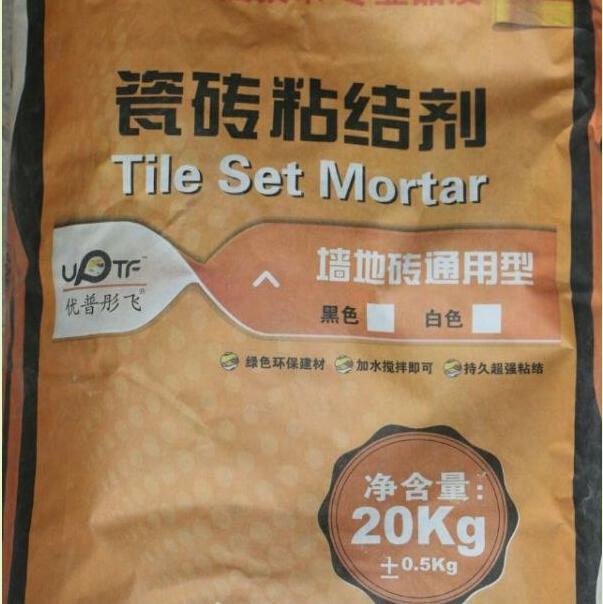 瓷砖粘结剂
Tile Set Mortar
UPTF™
优普彤飞®
墙地砖通用型
黑色 白色
绿色环保建材 加水搅拌即可 持久超强粘结
净含量:
20Kg
±0.5Kg